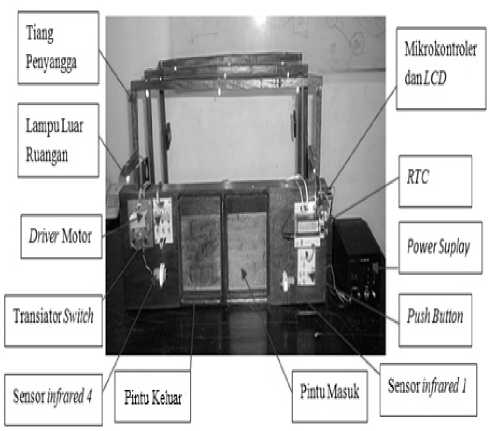 Tiang
Penyangga
Lampu Luar
Ruangan
Driver Motor
Transiator Switch
Sensor infrared 4
Pintu Keluar
Pintu Masuk
Sensor infrared 1
Push Button
Power Suplay
RTC
Mikrokontroler
dan LCD